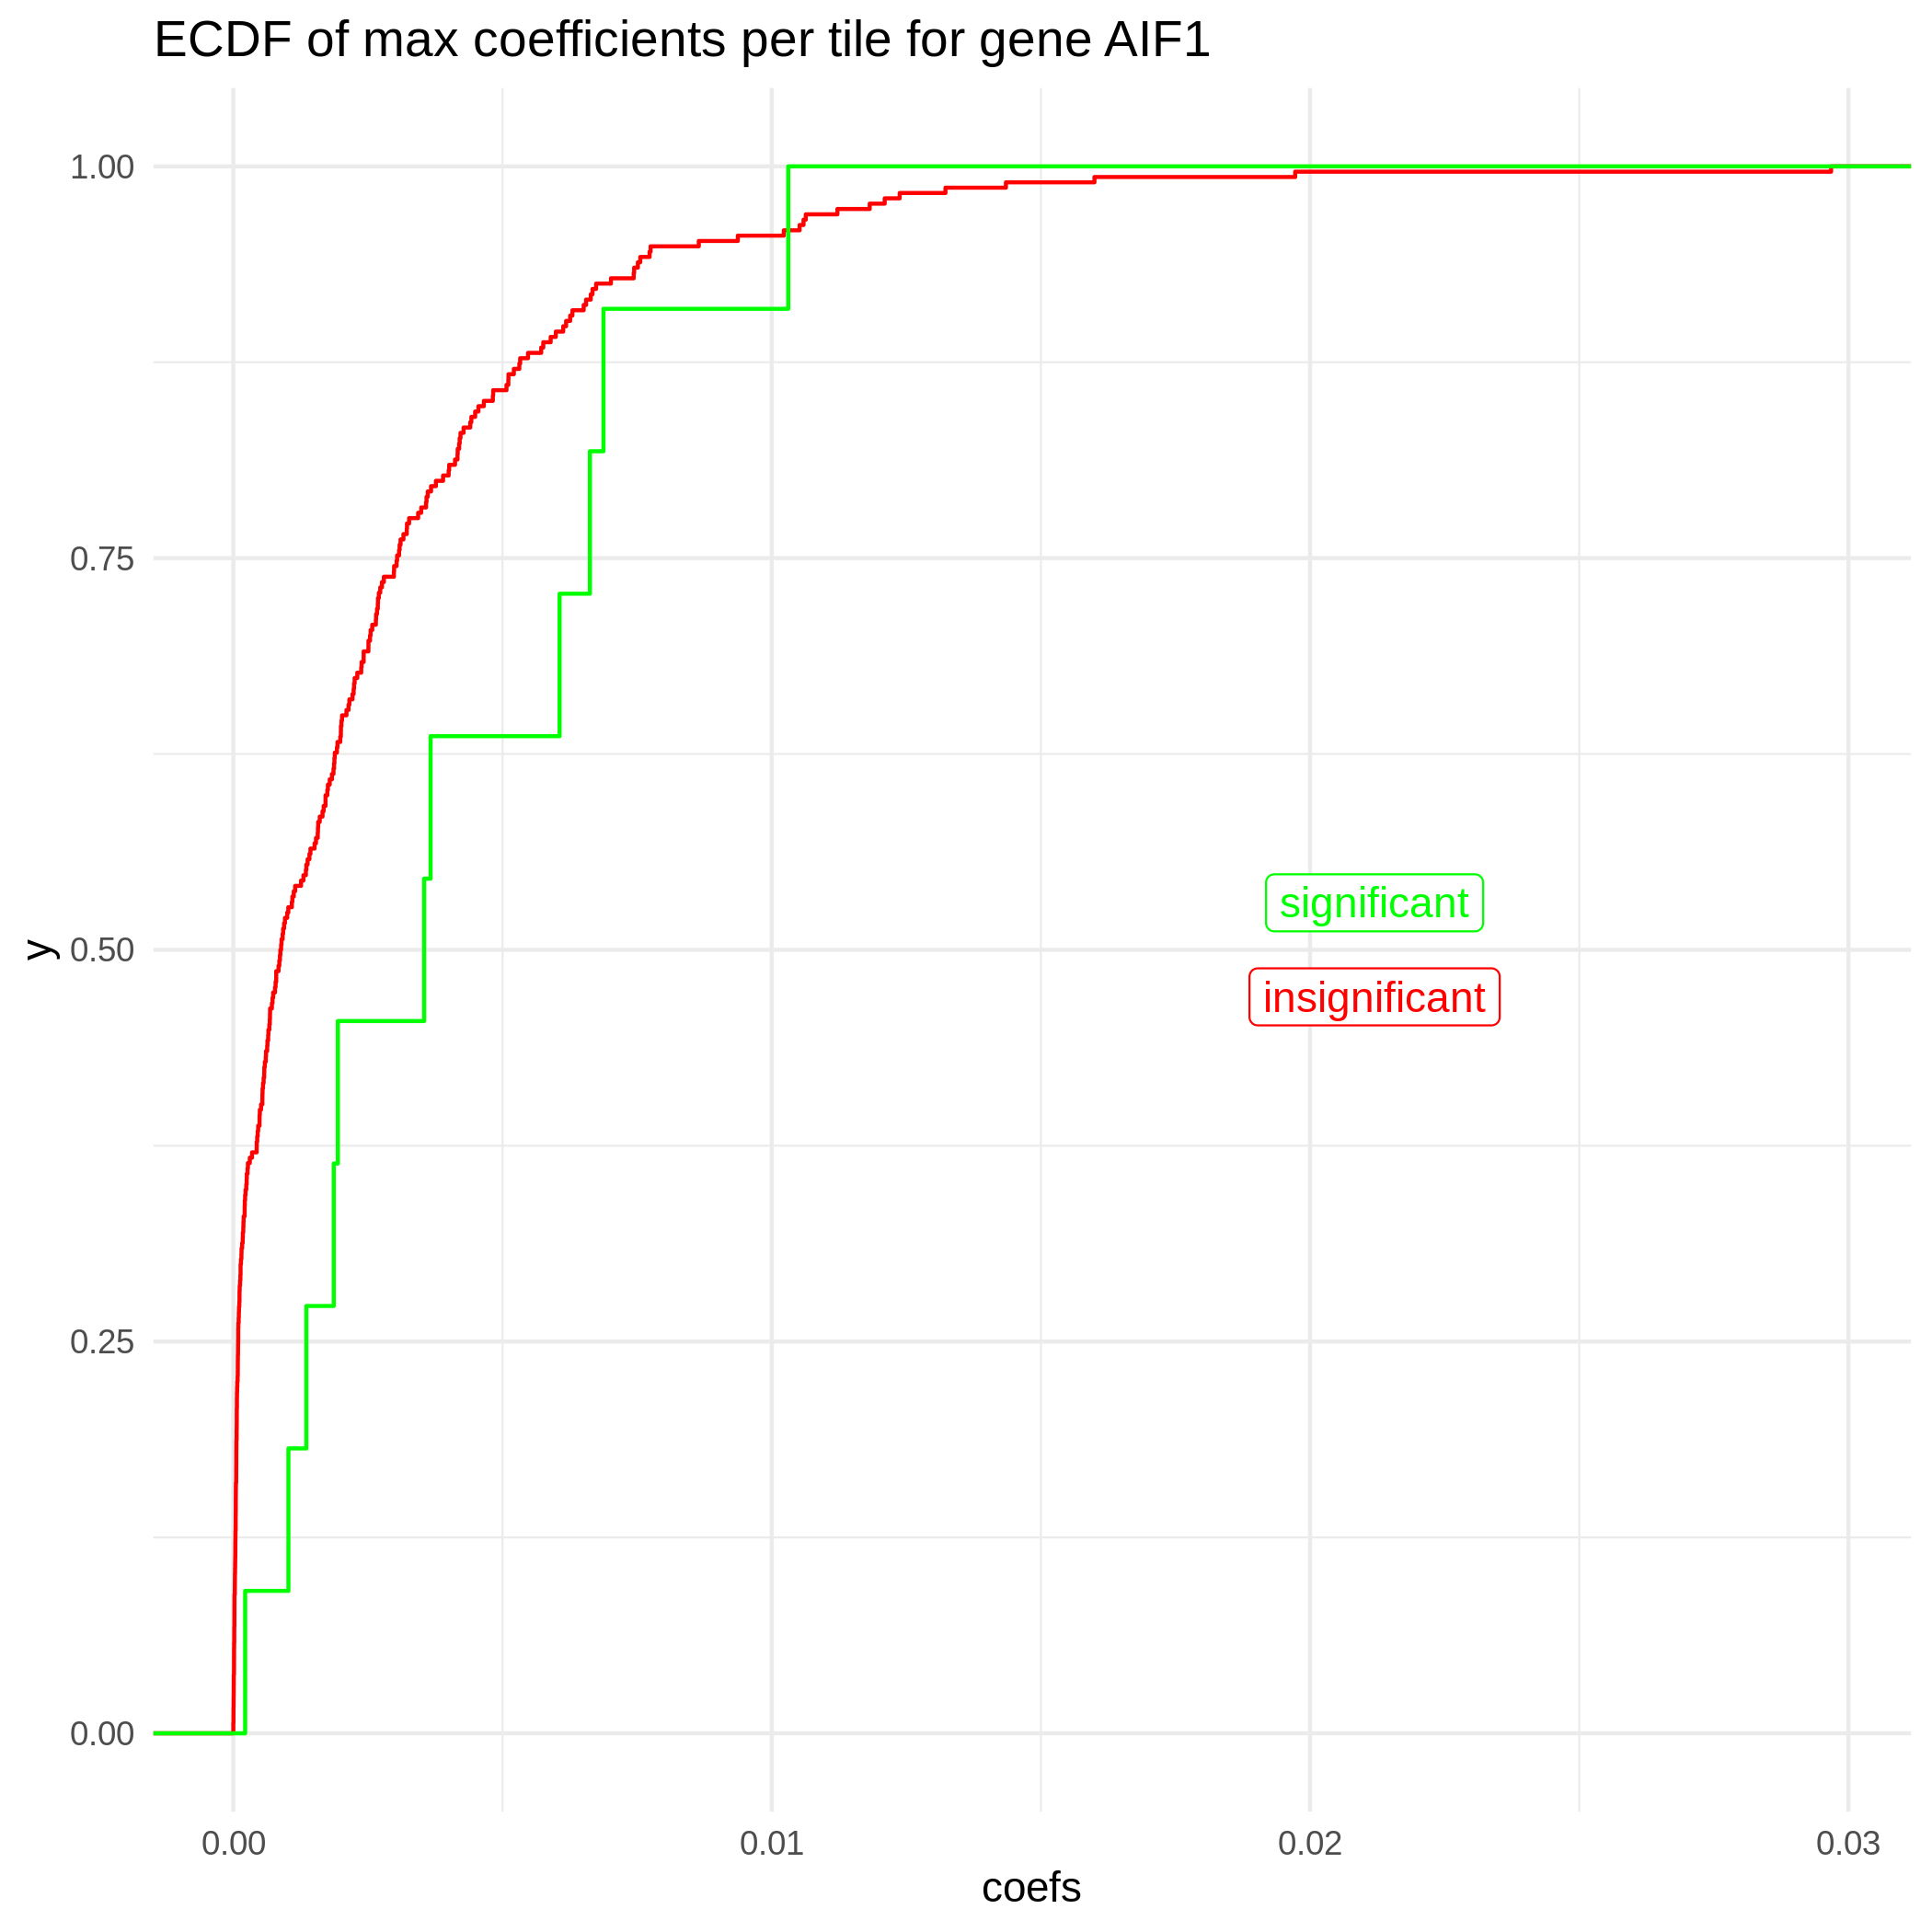 ECDF of max coefficients per tile for gene AIF1
1.00
0.75
0.50
0.25
0.00
y
significant
insignificant
0.00 0.01 0.02 0.03
coefs